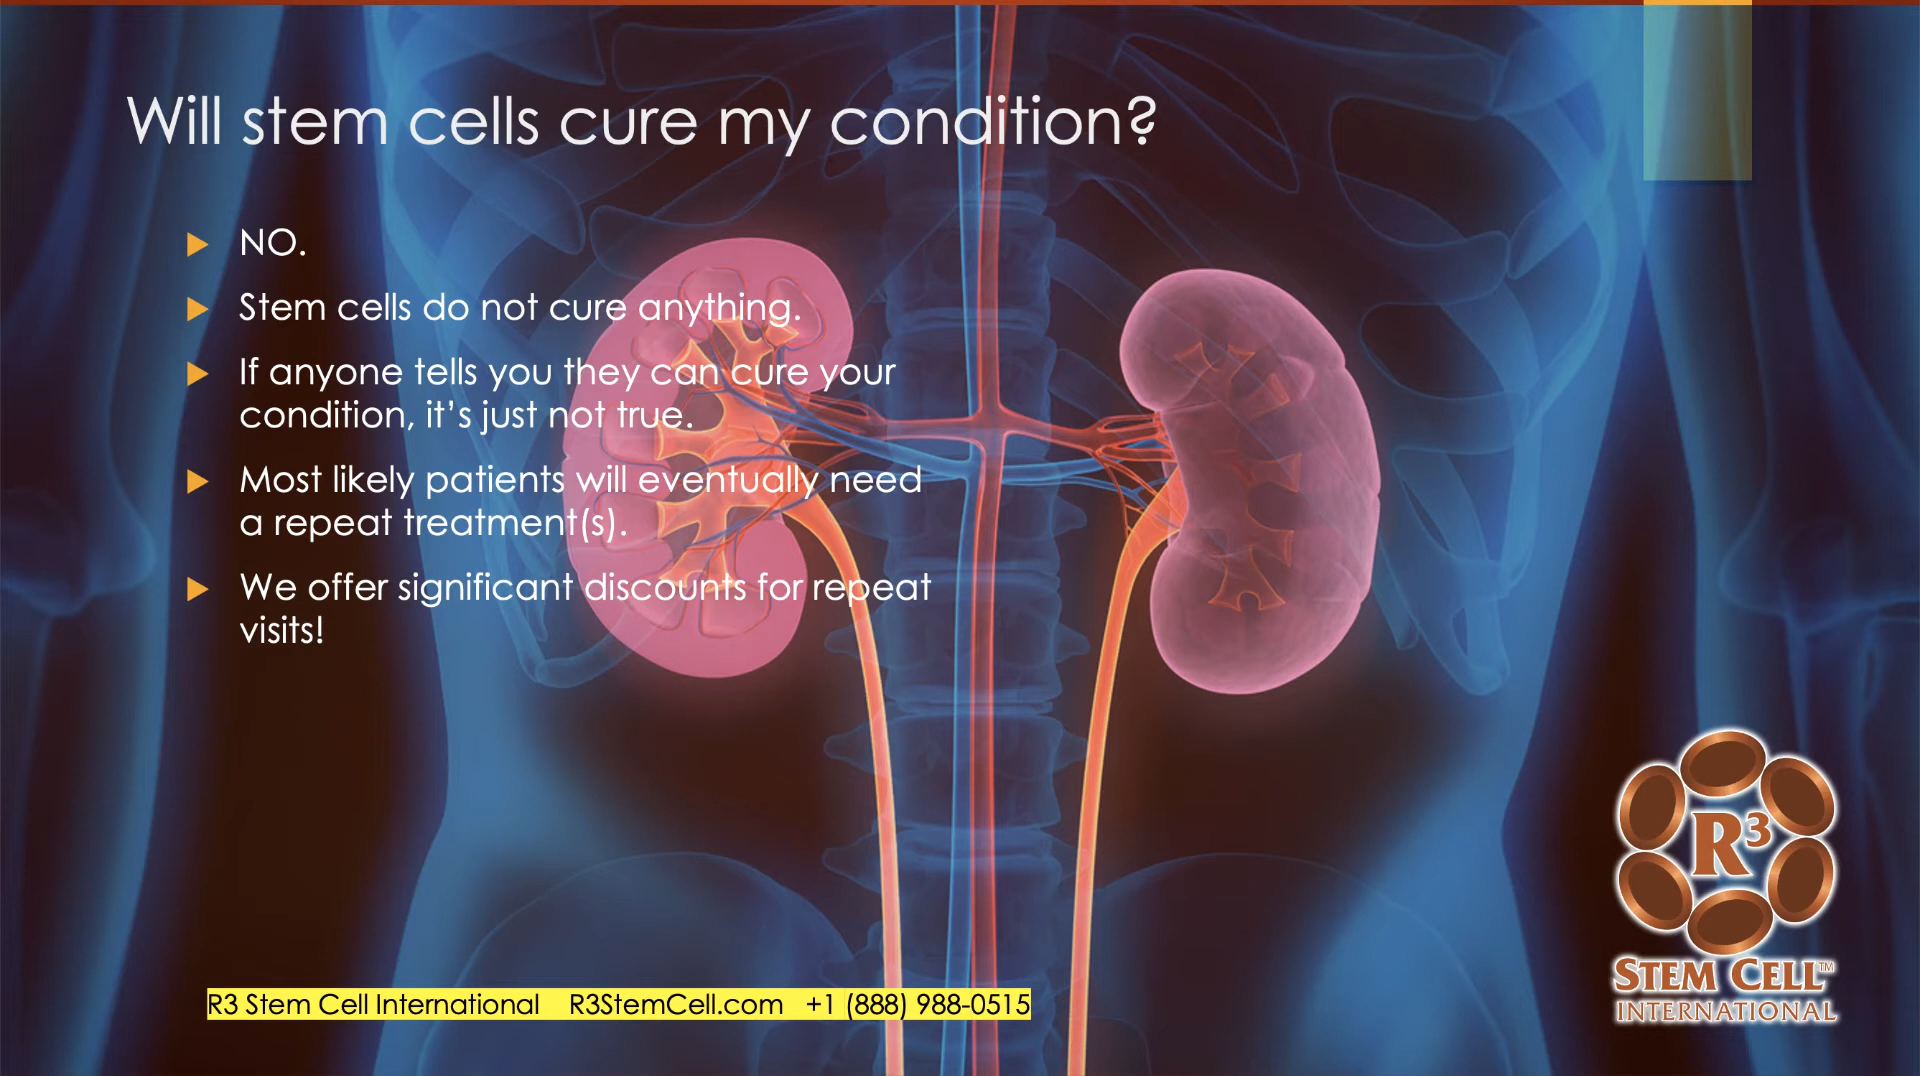 Will stem cells cure my condition?
NO.
Stem cells do not cure anything.
If anyone tells you they can cure your
condition, it’s just not true.
Most likely patients will eventually need
a repeat treatment(s).
We offer significant discounts for repeat
visits!
R3 Stem Cell International R3StemCell.com +1 (888) 988-0515
R³
STEM CELL™
INTERNATIONAL